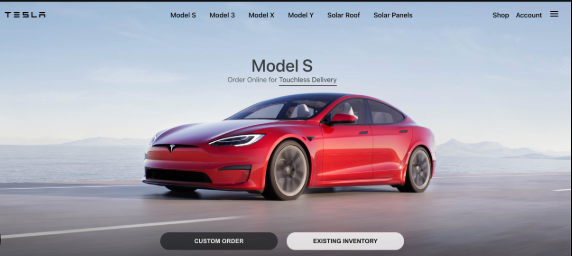 TESLA Model S Model 3 Model X Model Y Solar Roof Solar Panels Shop Account
Model S
Order Online for Touchless Delivery
CUSTOM ORDER EXISTING INVENTORY